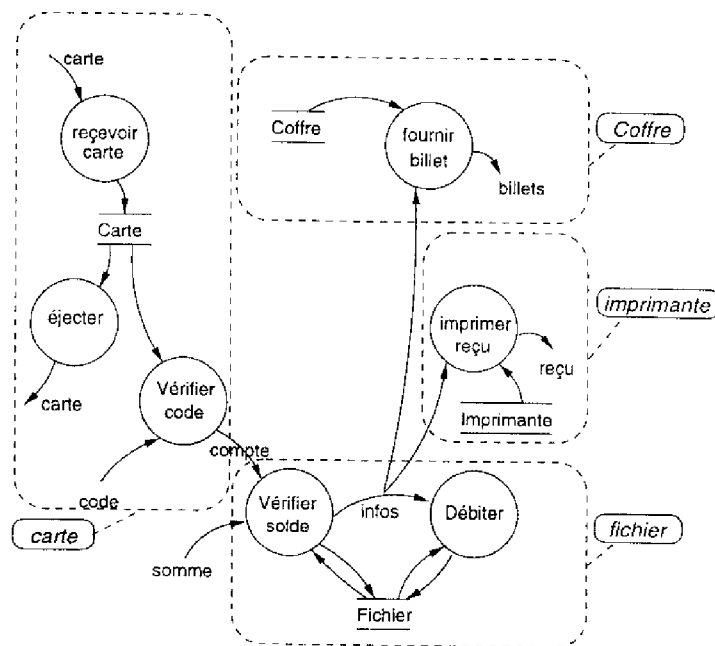 carte
reçevoir
carte
Carte
éjecter
carte
Vérifier
code
code
carte
compte
Coffre
fournir
billet
billets
Coffre
imprimer
reçu
reçu
Imprimante
imprimante
Vérifier
solde
somme
infos
Débiter
Fichier
fichier